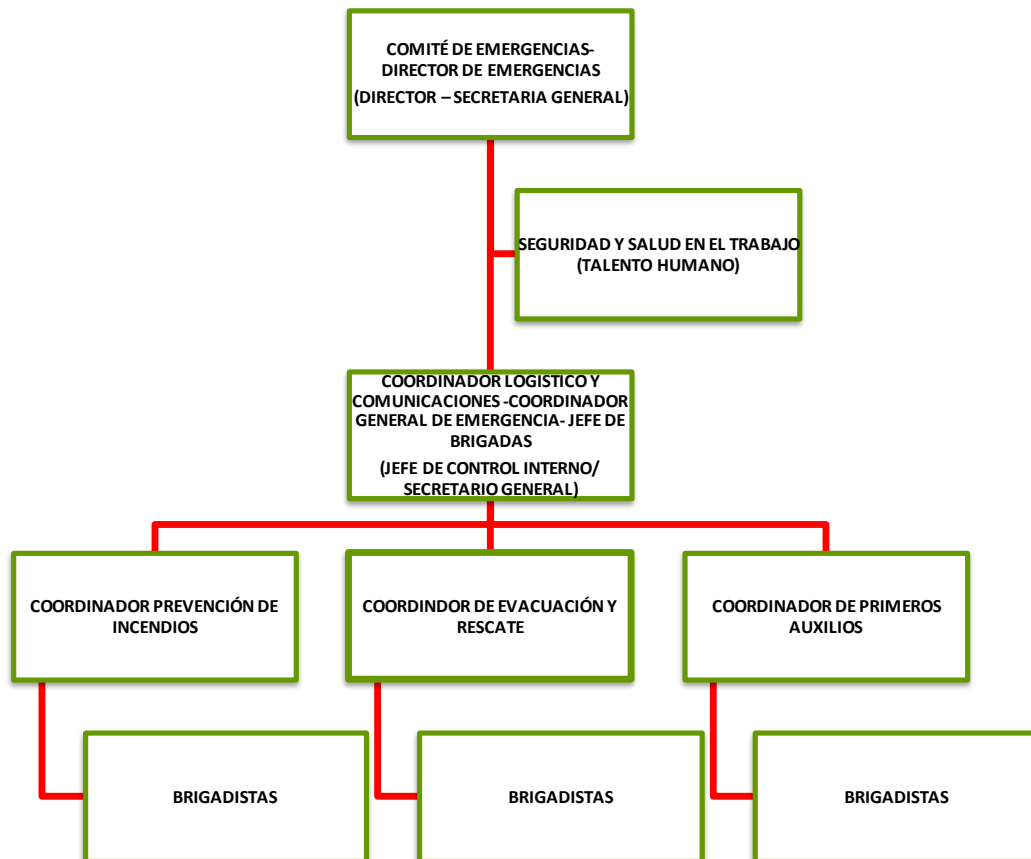 COMITÉ DE EMERGENCIAS-
DIRECTOR DE EMERGENCIAS
(DIRECTOR – SECRETARIA GENERAL)
SEGURIDAD Y SALUD EN EL TRABAJO
(TALENTO HUMANO)
COORDINADOR LOGISTICO Y
COMUNICACIONES -COORDINADOR
GENERAL DE EMERGENCIA- JEFE DE
BRIGADAS
(JEFE DE CONTROL INTERNO/
SECRETARIO GENERAL)
COORDINADOR PREVENCIÓN DE
INCENDIOS
COORDINDOR DE EVACUACIÓN Y
RESCATE
COORDINADOR DE PRIMEROS
AUXILIOS
BRIGADISTAS
BRIGADISTAS
BRIGADISTAS